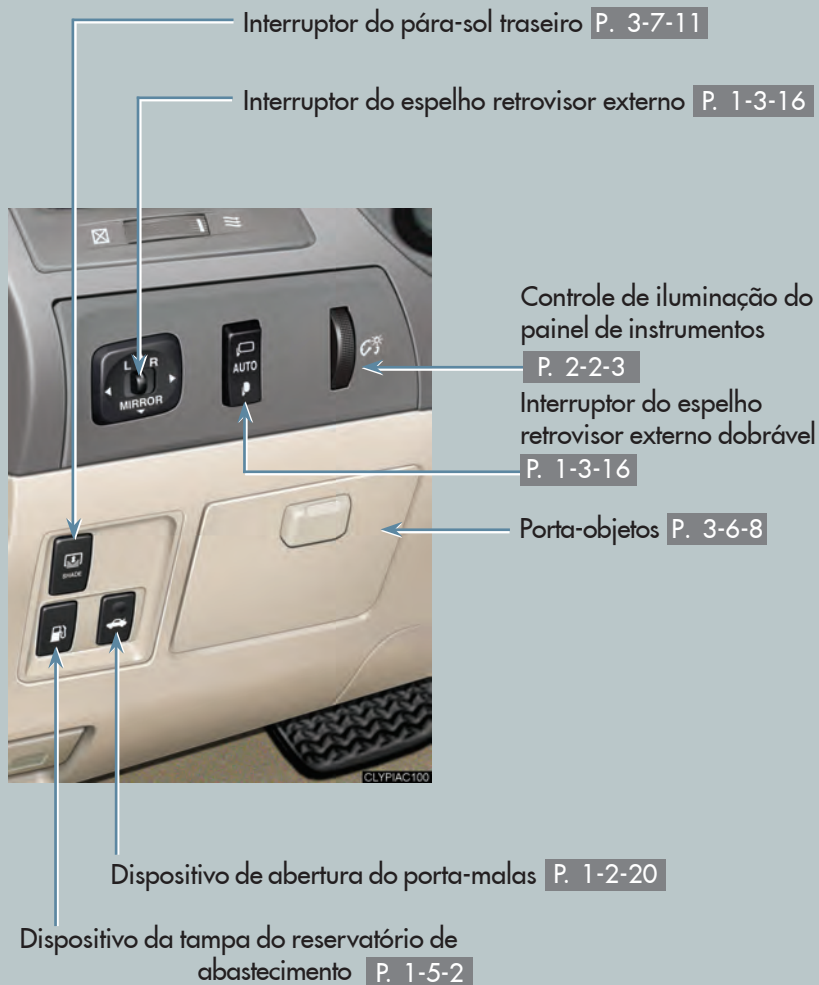 Interruptor do pára-sol traseiro P. 3-7-11
Interruptor do espelho retrovisor externo P. 1-3-16
Controle de iluminação do
painel de instrumentos
P. 2-2-3
Interruptor do espelho
retrovisor externo dobrável
P. 1-3-16
Porta-objetos P. 3-6-8
L R
MIRROR
AUTO
SHADE
CLYPIAC100
Dispositivo de abertura do porta-malas P. 1-2-20
Dispositivo da tampa do reservatório de
abastecimento P. 1-5-2